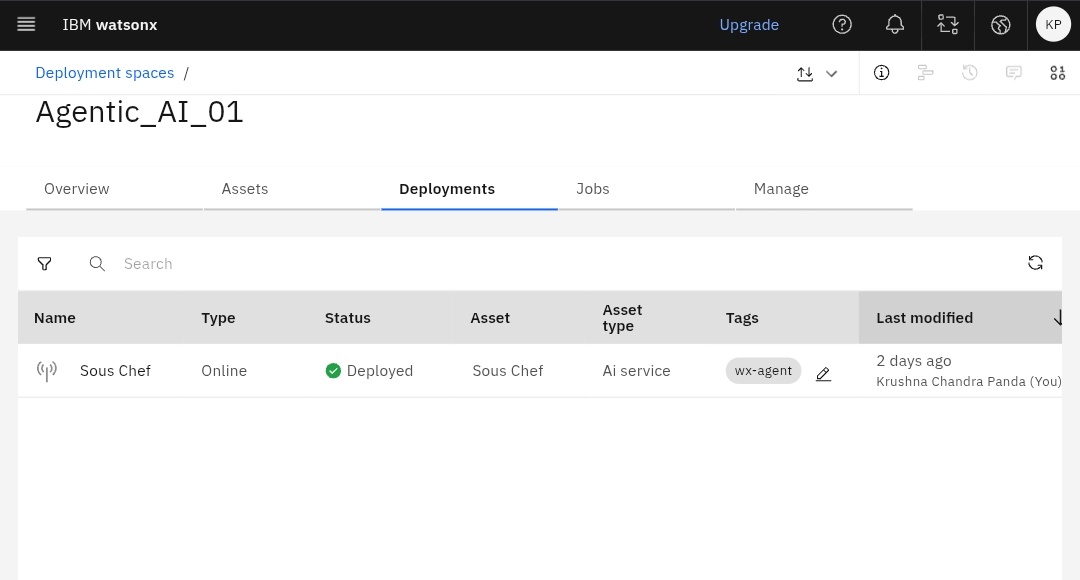 IBM watsonx
Upgrade
KP
Deployment spaces /
Agentic_AI_01
Overview
Assets
Deployments
Jobs
Manage
Search
Name
Type
Status
Asset
Asset
type
Tags
Last modified
Sous Chef
Online
Deployed
Sous Chef
Ai service
wx-agent
2 days ago
Krushna Chandra Panda (You)